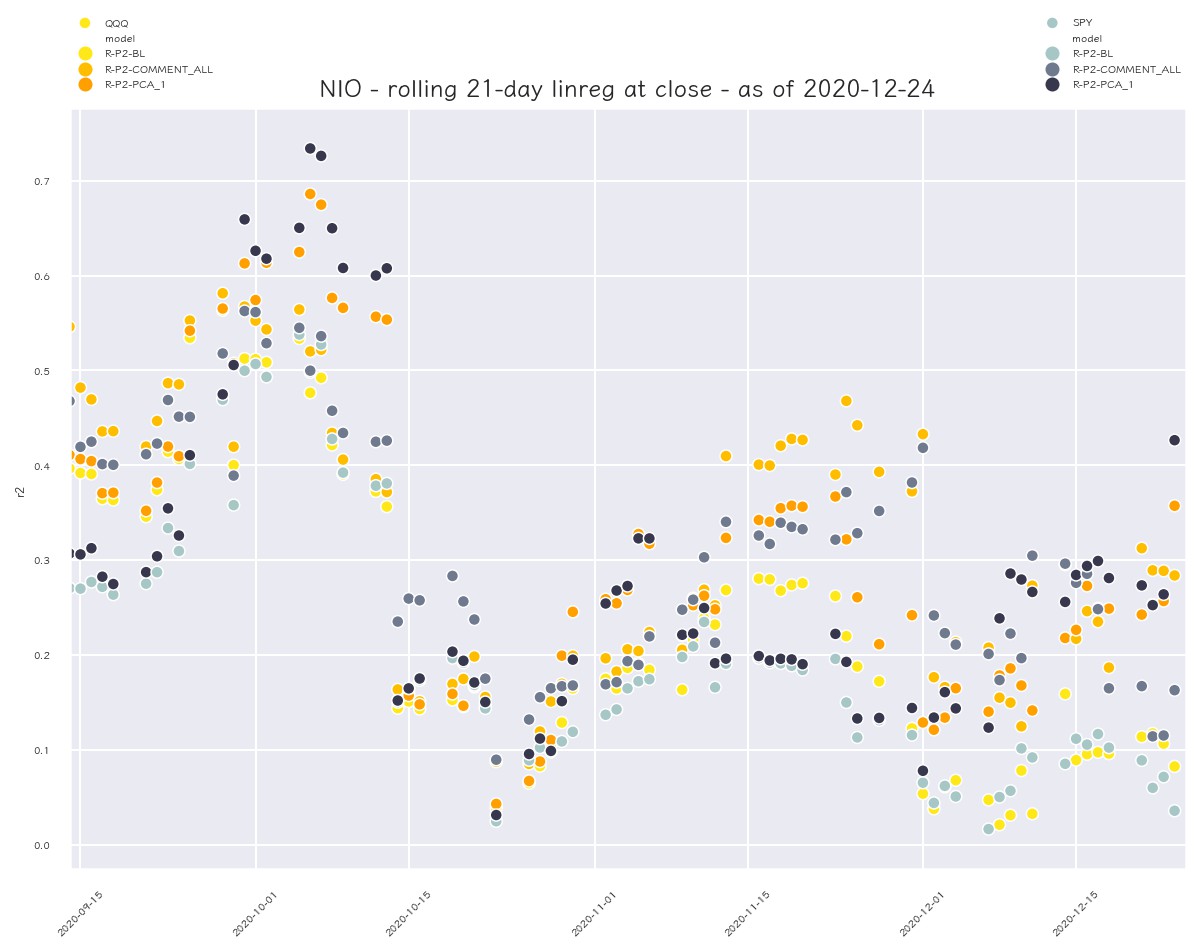 QQQ
model
R-P2-BL
R-P2-COMMENT_ALL
R-P2-PCA_1
SPY
model
R-P2-BL
R-P2-COMMENT_ALL
R-P2-PCA_1
NIO - rolling 21-day linreg at close - as of 2020-12-24
0.7
0.6
0.5
0.4
0.3
0.2
0.1
0.0
r2
2020-09-15
2020-10-01
2020-10-15
2020-11-01
2020-11-15
2020-12-01
2020-12-15